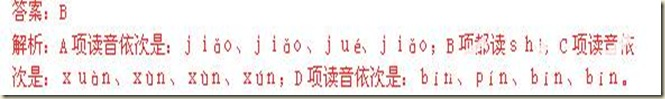 答案：B
解析：A项读音依次是：jiǎo、jiǎo、jué、jiǎo；B项都读shì，C项读音依
次是：xuàn、xùn、xùn、xún；D项读音依次是：bīn、pín、bīn、bīn。